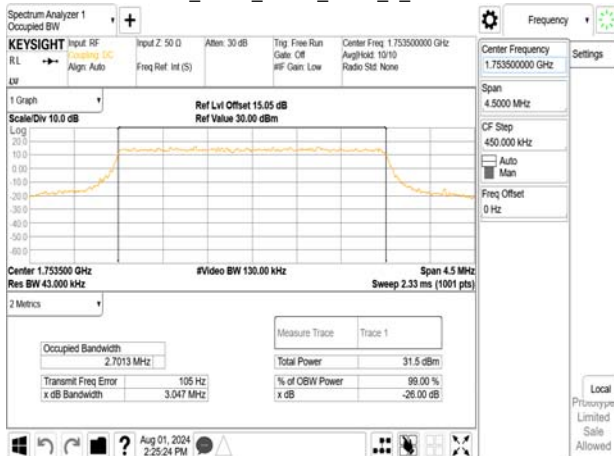 Spectrum Analyzer 1
Occupied BW
+
Frequency
KEYSIGHT
RL
Input: RF
Coupling: DC
Align: Auto
Input Z: 50 Ω
Freq Ref: Int (S)
Atten: 30 dB
Trig: Free Run
Gate: Off
#IF Gain: Low
Center Freq: 1.753500000 GHz
Avg|Hold: 10/10
Radio Std: None
Center Frequency
1.753500000 GHz
Settings
Span
4.5000 MHz
CF Step
450.000 kHz
Auto
Man
Freq Offset
0 Hz
1 Graph
Scale/Div 10.0 dB
Ref Lvl Offset 15.05 dB
Ref Value 30.00 dBm
Log
20.0
10.0
0.00
-10.0
-20.0
-30.0
-40.0
-50.0
-60.0
Center 1.753500 GHz
Res BW 43.000 kHz
#Video BW 130.00 kHz
Span 4.5 MHz
Sweep 2.33 ms (1001 pts)
2 Metrics
Measure Trace Trace 1
Occupied Bandwidth
2.7013 MHz
Total Power 31.5 dBm
Transmit Freq Error 105 Hz
% of OBW Power 99.00 %
x dB Bandwidth 3.047 MHz
x dB -26.00 dB
Local
Prototype
Limited
Sale
Allowed
?
Aug 01, 2024
2:25:24 PM